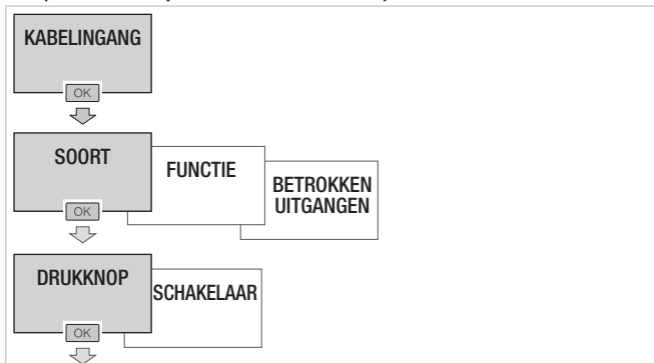 KABELINGANG
OK
SOORT
FUNCTIE
BETROKKEN
UITGANGEN
OK
DRUKKNOP
SCHAKELAAR
OK